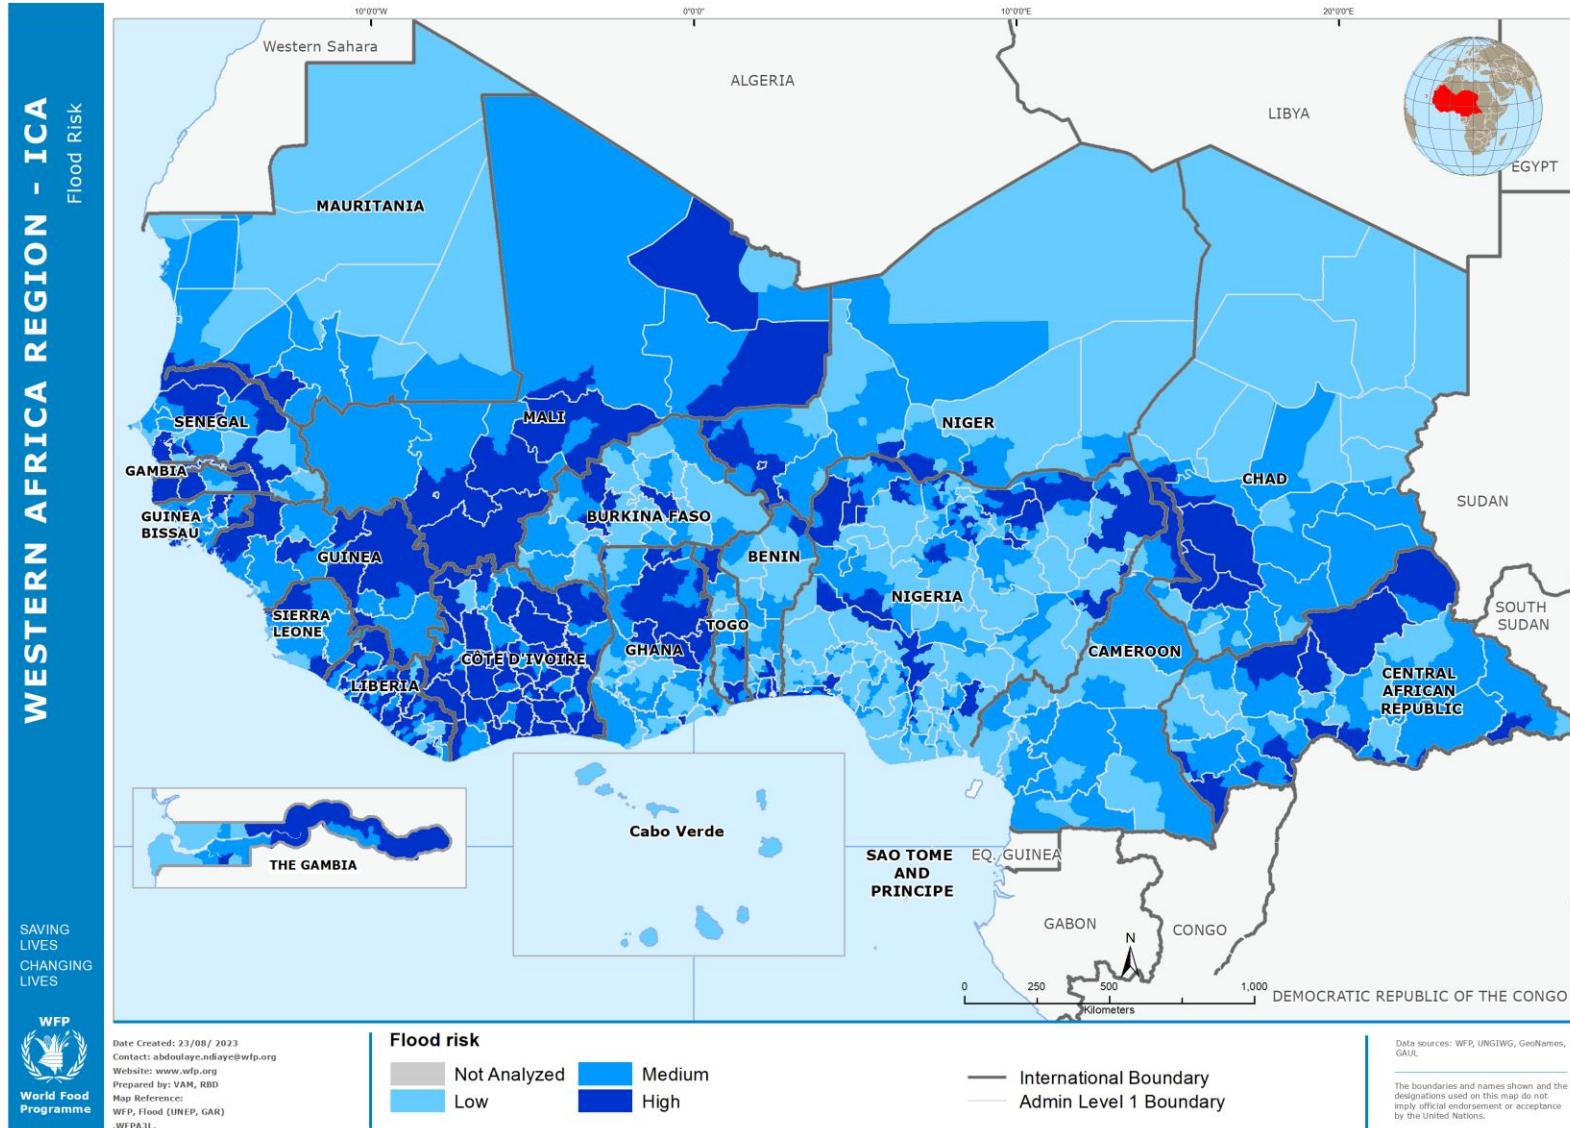 WESTERN AFRICA REGION - ICA
Flood Risk
10°0'0"W
0°0'0"
10°0'0"E
20°0'0"E
Western Sahara
ALGERIA
LIBYA
EGYPT
MAURITANIA
SENEGAL
MALI
NIGER
CHAD
SUDAN
GAMBIA
GUINEA
BISSAU
BURKINA FASO
GUINEA
BENIN
NIGERIA
SIERRA
LEONE
TOGO
GHANA
CÔTE D'IVOIRE
LIBERIA
CAMEROON
SOUTH
SUDAN
CENTRAL
AFRICAN
REPUBLIC
THE GAMBIA
Cabo Verde
SAO TOME
AND
PRINCIPE
EQ. GUINEA
GABON
CONGO
N
0 250 500 1,000
Kilometers
DEMOCRATIC REPUBLIC OF THE CONGO
SAVING
LIVES
CHANGING
LIVES
WFP
World Food
Programme
Date Created: 23/08/ 2023
Contact: abdoulaye.ndiaye@wfp.org
Website: www.wfp.org
Prepared by: VAM, RBD
Map Reference:
WFP, Flood (UNEP, GAR)
.WFPA3L.
Flood risk
Not Analyzed
Low
Medium
High
International Boundary
Admin Level 1 Boundary
Data sources: WFP, UNGIWG, GeoNames,
GAUL
The boundaries and names shown and the
designations used on this map do not
imply official endorsement or acceptance
by the United Nations.